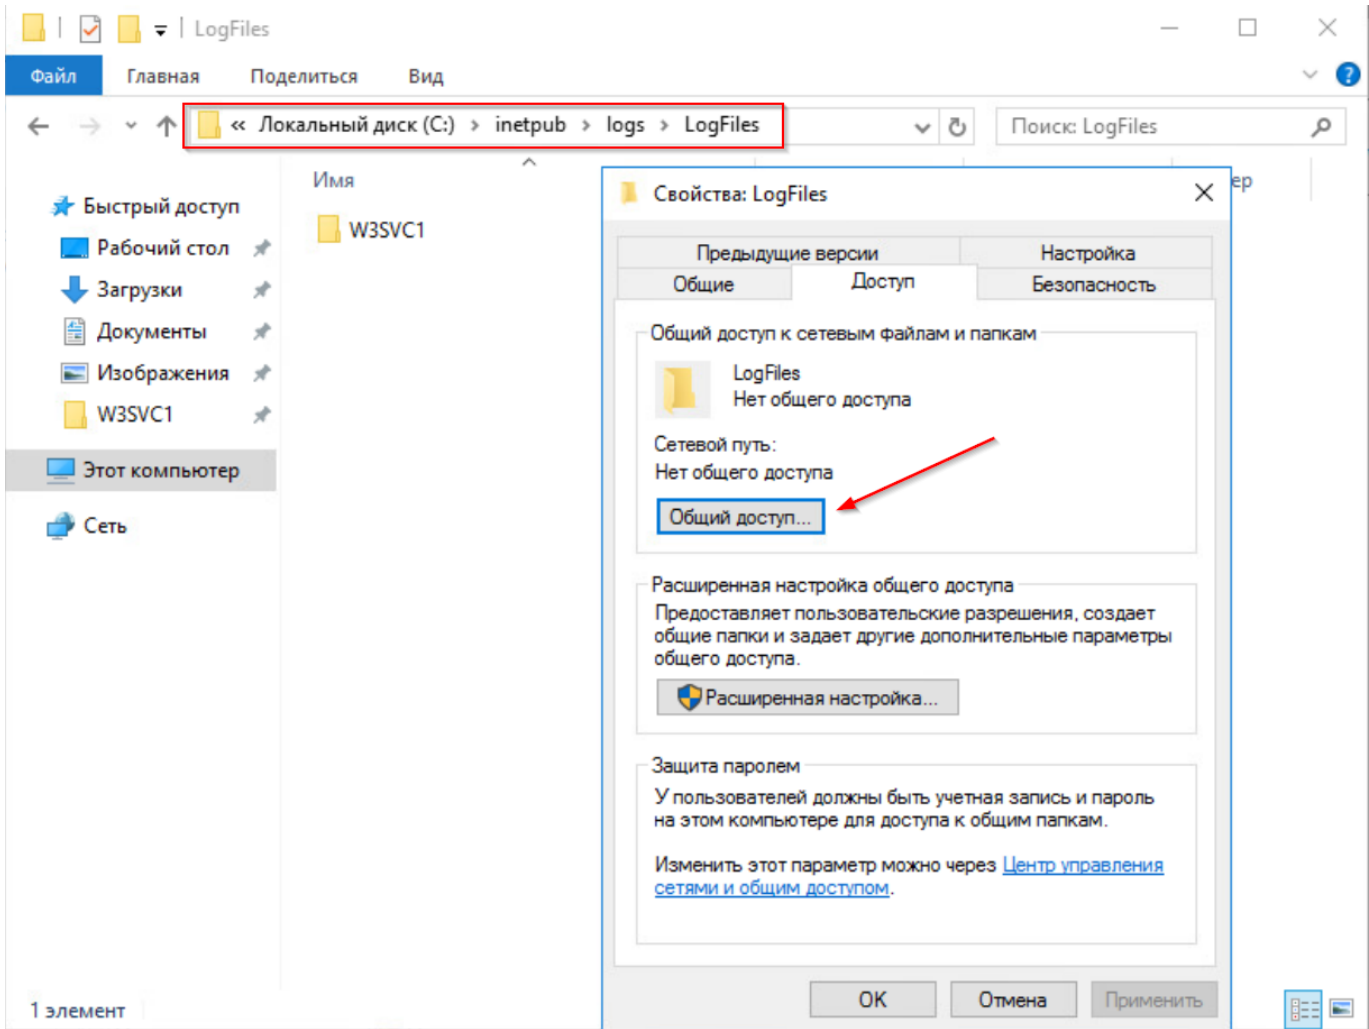 LogFiles
Файл Главная Поделиться Вид
« Локальный диск (C:) > inetpub > logs > LogFiles
Поиск: LogFiles
Быстрый доступ
Рабочий стол
Загрузки
Документы
Изображения
W3SVC1
Этот компьютер
Сеть
Имя
W3SVC1
Свойства: LogFiles
Предыдущие версии Настройка
Общие Доступ Безопасность
Общий доступ к сетевым файлам и папкам
LogFiles
Нет общего доступа
Сетевой путь:
Нет общего доступа
Общий доступ...
Расширенная настройка общего доступа
Предоставляет пользовательские разрешения, создает
общие папки и задает другие дополнительные параметры
общего доступа.
Расширенная настройка...
Защита паролем
У пользователей должны быть учетная запись и пароль
на этом компьютере для доступа к общим папкам.
Изменить этот параметр можно через Центр управления
сетями и общим доступом.
OK Отмена Применить
1 элемент